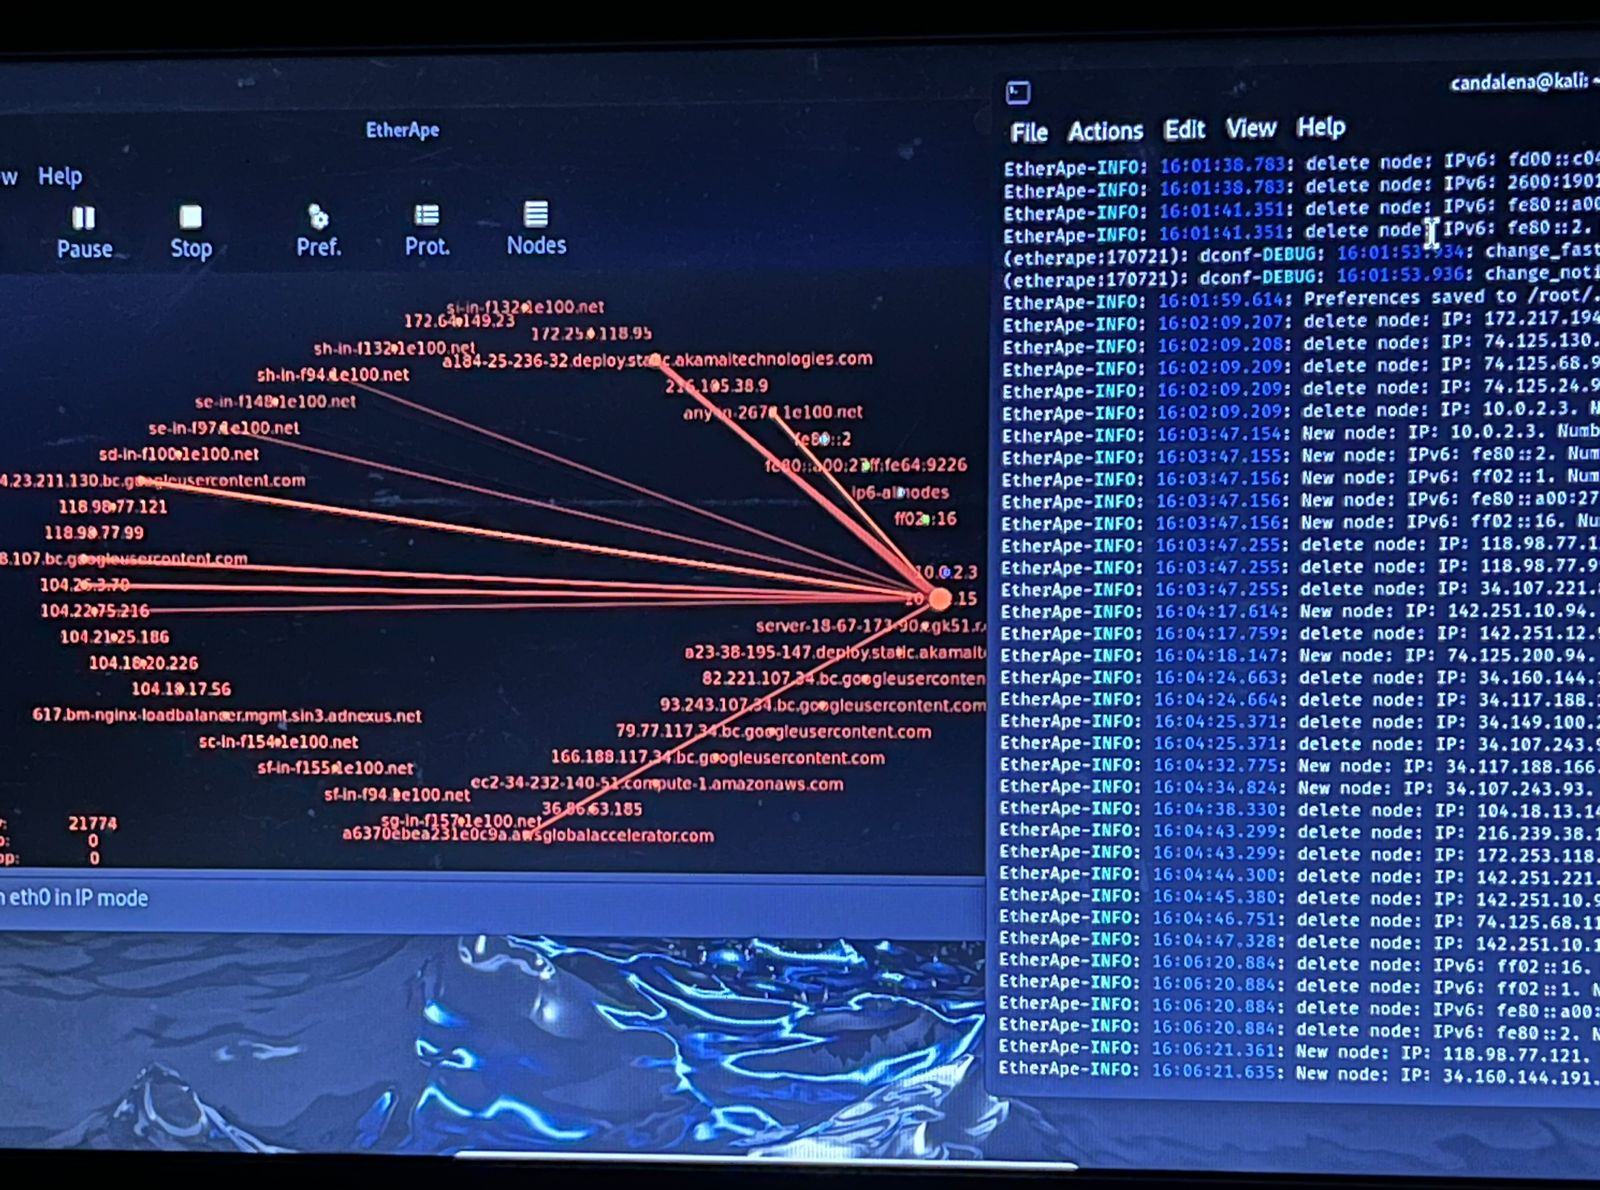 EtherApe
w Help
Pause Stop Pref. Prot. Nodes
172.64.149.23
172.253.118.95
a184-25-236-32.deploy.static.akamaitechnologies.com
sh-in-f94.1e100.net
216.105.38.9
se-in-f148.1e100.net
se-in-f97.1e100.net
fe80::2
sd-in-f100.1e100.net
4.23.211.130.bc.googleusercontent.com
118.98.77.121
118.98.77.99
ff02::16
8.107.bc.googleusercontent.com
10.0.2.3
104.26.3.70
104.22.75.216
104.21.25.186
a23-38-195-147.deploy.static.akamait
104.18.20.226
82.221.107.34.bc.googleuserconten
104.18.17.56
93.243.107.34.bc.googleusercontent.com
617.bm-nginx-loadbalancer.mgmt.sin3.adnexus.net
79.77.117.34.bc.googleusercontent.com
sc-in-f154.1e100.net
166.188.117.34.bc.googleusercontent.com
sf-in-f155.1e100.net
ec2-34-232-140-51.compute-1.amazonaws.com
sf-in-f94.1e100.net
36.86.63.185
sg-in-f157.1e100.net
a6370ebea231e0c9a.awsglobalaccelerator.com
21774
0
0
n eth0 in IP mode
candalena@kali: ~
File Actions Edit View Help
EtherApe-INFO: 16:01:38.783: delete node: IPv6: fd00::c04
EtherApe-INFO: 16:01:38.783: delete node: IPv6: 2600:1901
EtherApe-INFO: 16:01:41.351: delete node: IPv6: fe80::a00
EtherApe-INFO: 16:01:41.351: delete node: IPv6: fe80::2.
(etherape:170721): dconf-DEBUG: 16:01:53.934: change_fast
(etherape:170721): dconf-DEBUG: 16:01:53.936: change_noti
EtherApe-INFO: 16:01:59.614: Preferences saved to /root/.
EtherApe-INFO: 16:02:09.207: delete node: IP: 172.217.194
EtherApe-INFO: 16:02:09.208: delete node: IP: 74.125.130.
EtherApe-INFO: 16:02:09.209: delete node: IP: 74.125.68.9
EtherApe-INFO: 16:02:09.209: delete node: IP: 74.125.24.9
EtherApe-INFO: 16:02:09.209: delete node: IP: 10.0.2.3. N
EtherApe-INFO: 16:03:47.154: New node: IP: 10.0.2.3. Numb
EtherApe-INFO: 16:03:47.155: New node: IPv6: fe80::2. Num
EtherApe-INFO: 16:03:47.156: New node: IPv6: ff02::1. Num
EtherApe-INFO: 16:03:47.156: New node: IPv6: fe80::a00:27
EtherApe-INFO: 16:03:47.156: New node: IPv6: ff02::16. Nu
EtherApe-INFO: 16:03:47.255: delete node: IP: 118.98.77.1
EtherApe-INFO: 16:03:47.255: delete node: IP: 118.98.77.9
EtherApe-INFO: 16:03:47.255: delete node: IP: 34.107.221.8
EtherApe-INFO: 16:04:17.614: New node: IP: 142.251.10.94.
EtherApe-INFO: 16:04:17.759: delete node: IP: 142.251.12.9
EtherApe-INFO: 16:04:18.147: New node: IP: 74.125.200.94.
EtherApe-INFO: 16:04:24.663: delete node: IP: 34.160.144.1
EtherApe-INFO: 16:04:24.664: delete node: IP: 34.117.188.1
EtherApe-INFO: 16:04:25.371: delete node: IP: 34.149.100.2
EtherApe-INFO: 16:04:25.371: delete node: IP: 34.107.243.9
EtherApe-INFO: 16:04:32.775: New node: IP: 34.117.188.166.
EtherApe-INFO: 16:04:34.824: New node: IP: 34.107.243.93.
EtherApe-INFO: 16:04:38.330: delete node: IP: 104.18.13.14
EtherApe-INFO: 16:04:43.299: delete node: IP: 216.239.38.1
EtherApe-INFO: 16:04:43.299: delete node: IP: 172.253.118.
EtherApe-INFO: 16:04:44.300: delete node: IP: 142.251.221.
EtherApe-INFO: 16:04:45.380: delete node: IP: 142.251.10.9
EtherApe-INFO: 16:04:46.751: delete node: IP: 74.125.68.11
EtherApe-INFO: 16:04:47.328: delete node: IP: 142.251.10.1
EtherApe-INFO: 16:06:20.884: delete node: IPv6: ff02::16.
EtherApe-INFO: 16:06:20.884: delete node: IPv6: ff02::1. N
EtherApe-INFO: 16:06:20.884: delete node: IPv6: fe80::a00:
EtherApe-INFO: 16:06:20.884: delete node: IPv6: fe80::2. N
EtherApe-INFO: 16:06:21.361: New node: IP: 118.98.77.121.
EtherApe-INFO: 16:06:21.635: New node: IP: 34.160.144.191.